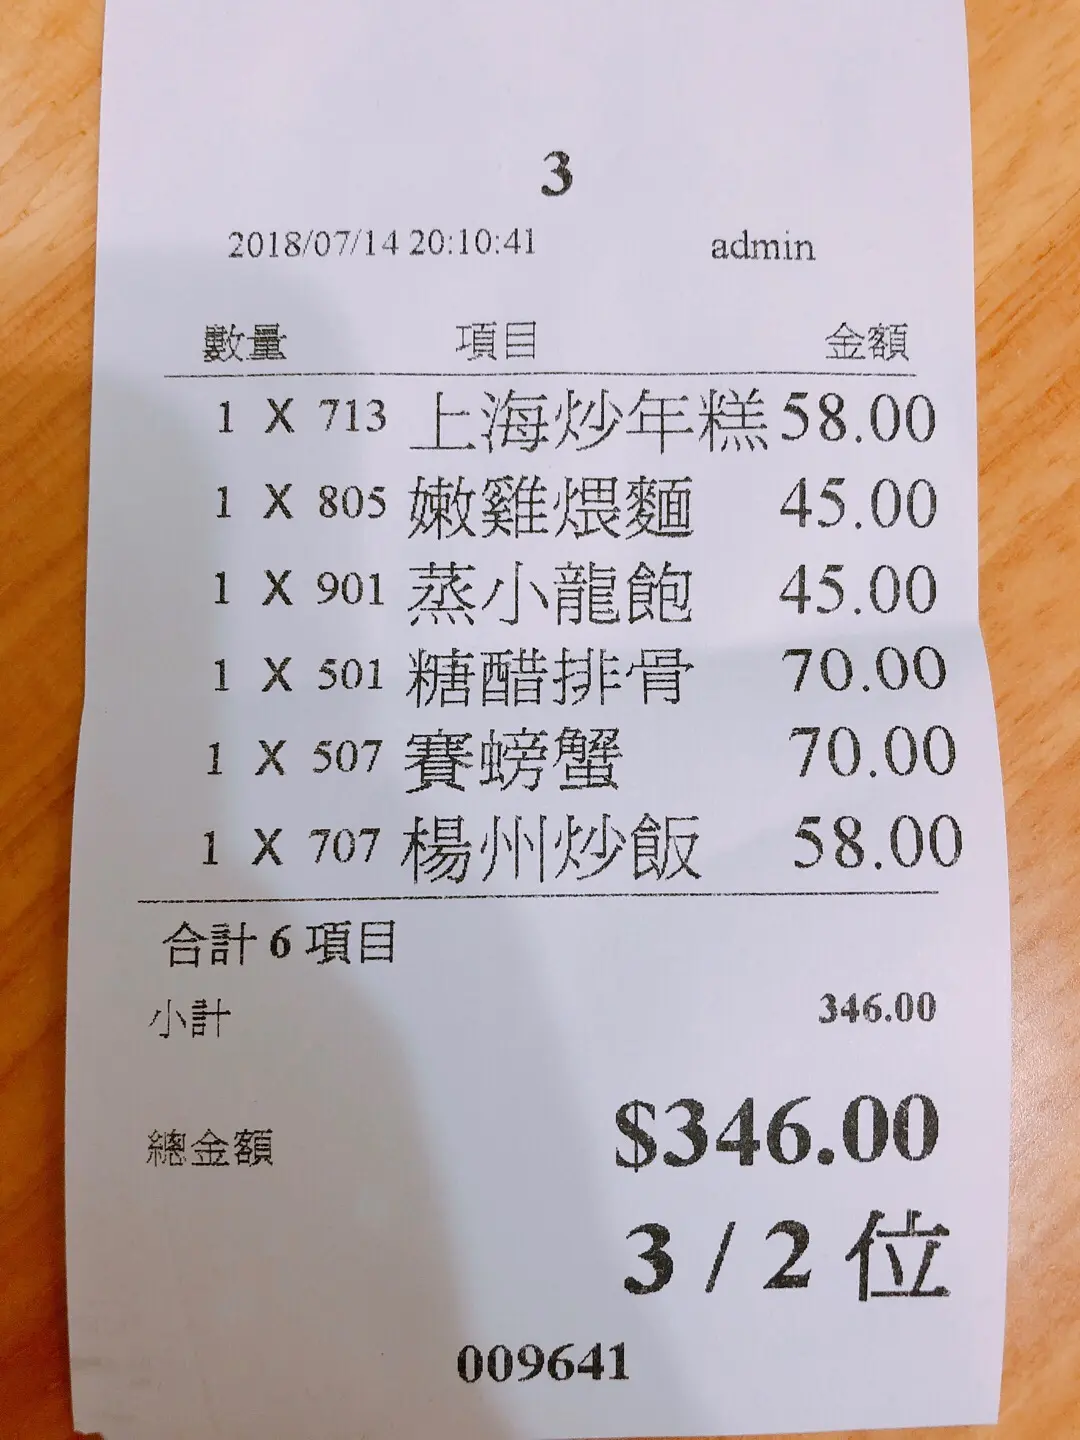 3
2018/07/14 20:10:41 admin
數量 項目 金額
1 X 713 上海炒年糕 58.00
1 X 805 嫩雞煨麵 45.00
1 X 901 蒸小龍飽 45.00
1 X 501 糖醋排骨 70.00
1 X 507 賽螃蟹 70.00
1 X 707 楊州炒飯 58.00
合計 6 項目
小計 346.00
總金額 $346.00
3 / 2 位
009641